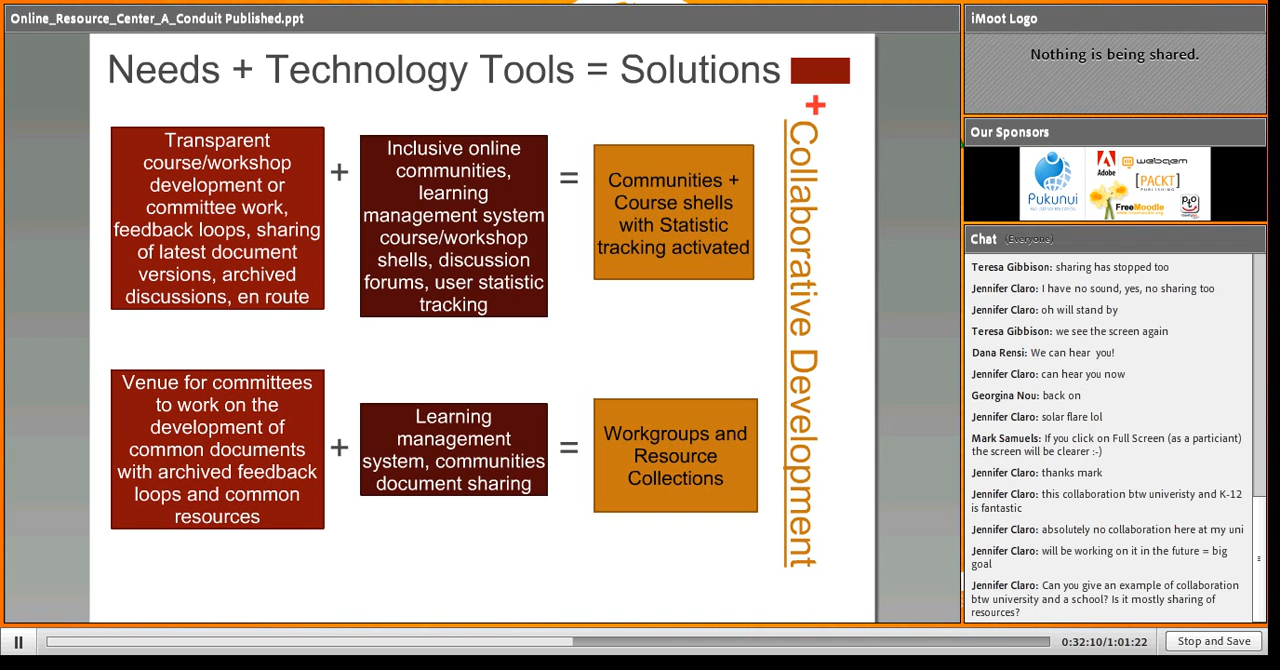 Online_Resource_Center_A_Conduit Published.ppt
Needs + Technology Tools = Solutions
+
Transparent
course/workshop
development or
committee work,
feedback loops, sharing
of latest document
versions, archived
discussions, en route
+
Inclusive online
communities,
learning
management system
course/workshop
shells, discussion
forums, user statistic
tracking
=
Communities +
Course shells
with Statistic
tracking activated
Venue for committees
to work on the
development of
common documents
with archived feedback
loops and common
resources
+
Learning
management
system, communities
document sharing
=
Workgroups and
Resource
Collections
Collaborative Development
iMoot Logo
Nothing is being shared.
Our Sponsors
Pukunui
Adobe
webqem
[PACKT]
PUBLISHING
FreeMoodle
Chat (Everyone)
Teresa Gibbison: sharing has stopped too
Jennifer Claro: I have no sound, yes, no sharing too
Jennifer Claro: oh will stand by
Teresa Gibbison: we see the screen again
Dana Rensi: We can hear you!
Jennifer Claro: can hear you now
Georgina Nou: back on
Jennifer Claro: solar flare lol
Mark Samuels: If you click on Full Screen (as a particiant)
the screen will be clearer :-)
Jennifer Claro: thanks mark
Jennifer Claro: this collaboration btw univeristy and K-12
is fantastic
Jennifer Claro: absolutely no collaboration here at my uni
Jennifer Claro: will be working on it in the future = big
goal
Jennifer Claro: Can you give an example of collaboration
btw university and a school? Is it mostly sharing of
resources?
0:32:10/1:01:22
Stop and Save